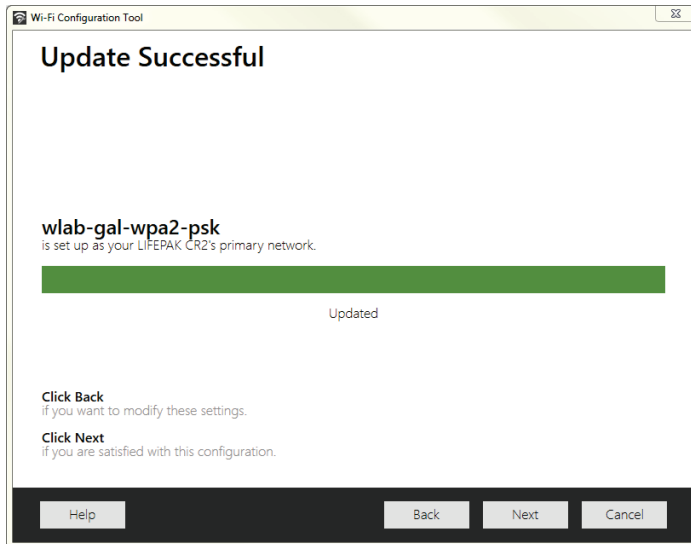 Wi-Fi Configuration Tool
Update Successful
wlab-gal-wpa2-psk
is set up as your LIFEPAK CR2's primary network.
Updated
Click Back
if you want to modify these settings.
Click Next
if you are satisfied with this configuration.
Help
Back
Next
Cancel